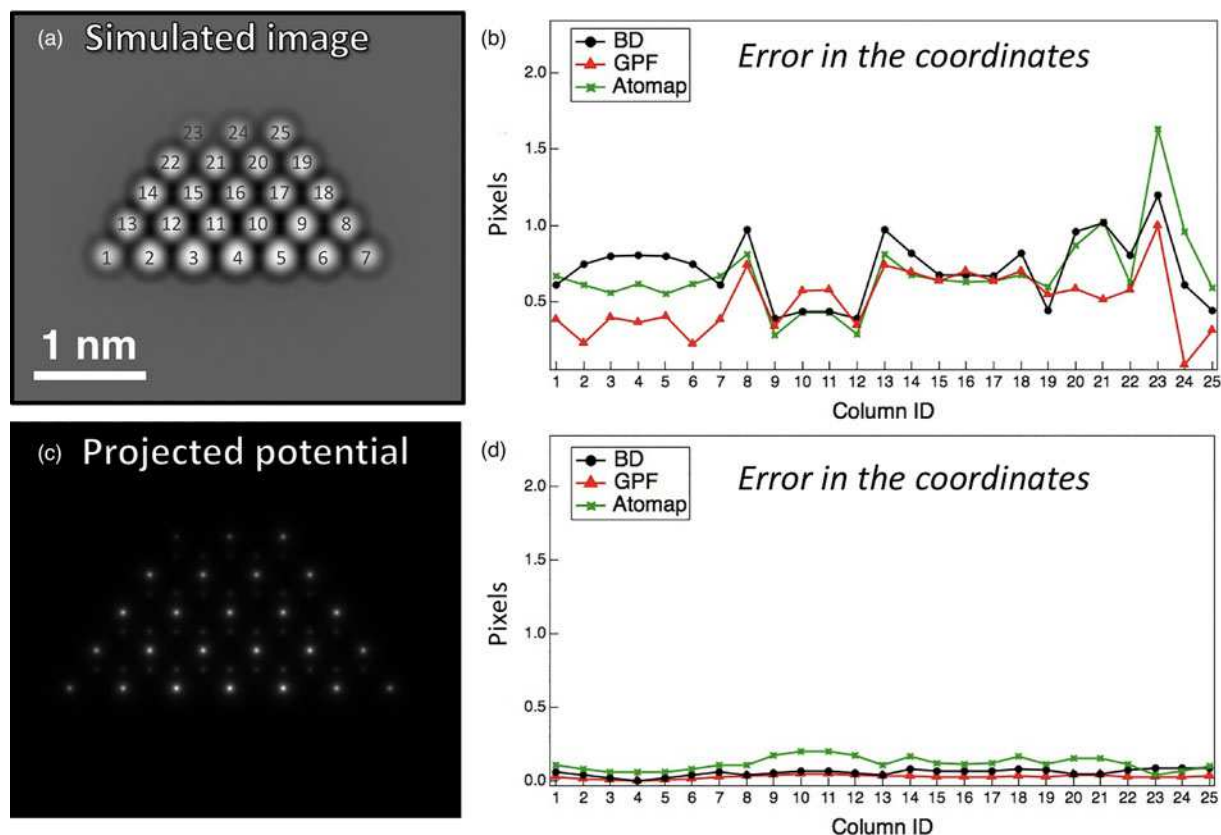 (a) Simulated image
23 24 25
22 21 20 19
14 15 16 17 18
13 12 11 10 9 8
1 2 3 4 5 6 7
1 nm
(b)
BD
GPF
Atomap
Error in the coordinates
2.0
1.5
1.0
0.5
Pixels
1 2 3 4 5 6 7 8 9 10 11 12 13 14 15 16 17 18 19 20 21 22 23 24 25
Column ID
(c) Projected potential
(d)
BD
GPF
Atomap
Error in the coordinates
2.0
1.5
1.0
0.5
0.0
Pixels
1 2 3 4 5 6 7 8 9 10 11 12 13 14 15 16 17 18 19 20 21 22 23 24 25
Column ID